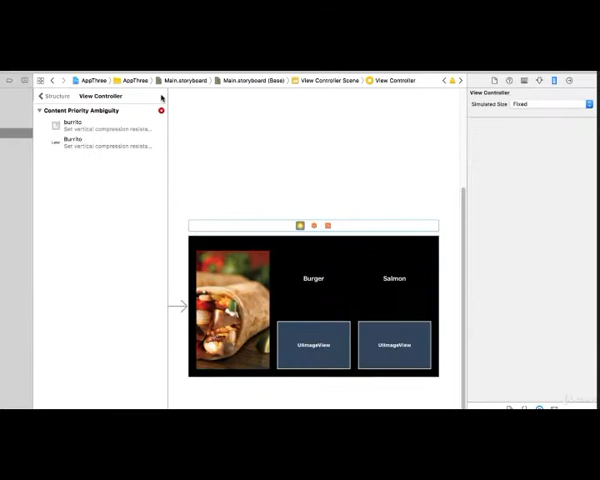 AppThree
AppThree
Main.storyboard
Main.storyboard (Base)
View Controller Scene
View Controller
Structure
View Controller
View Controller
Simulated Size
Fixed
Content Priority Ambiguity
burrito
Set vertical compression resista...
Burrito
Set vertical compression resista...
Burger
Salmon
UIImageView
UIImageView